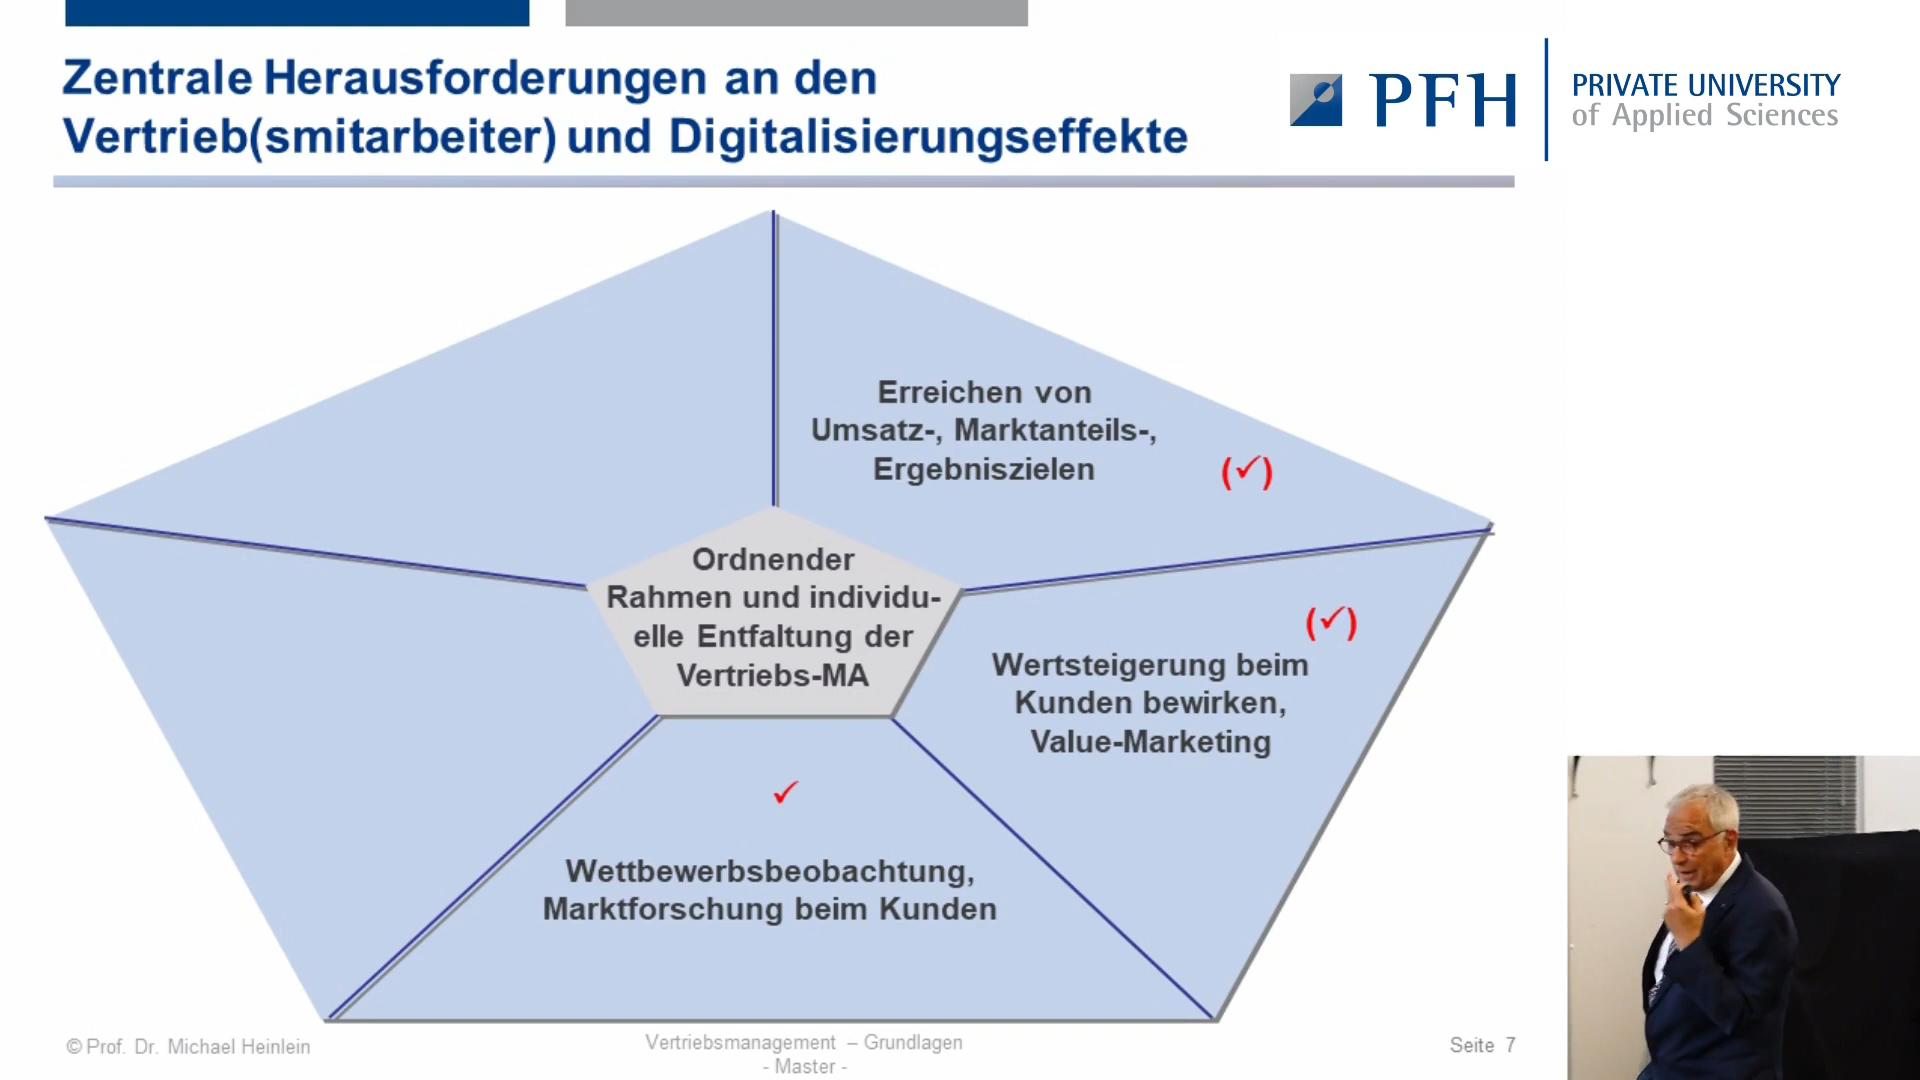 Zentrale Herausforderungen an den
Vertrieb(smitarbeiter) und Digitalisierungseffekte
PFH
PRIVATE UNIVERSITY
of Applied Sciences
Erreichen von
Umsatz-, Marktanteils-,
Ergebniszielen
(✓)
Ordnender
Rahmen und individu-
elle Entfaltung der
Vertriebs-MA
(✓)
Wertsteigerung beim
Kunden bewirken,
Value-Marketing
✓
Wettbewerbsbeobachtung,
Marktforschung beim Kunden
© Prof. Dr. Michael Heinlein
Vertriebsmanagement – Grundlagen
- Master -
Seite 7